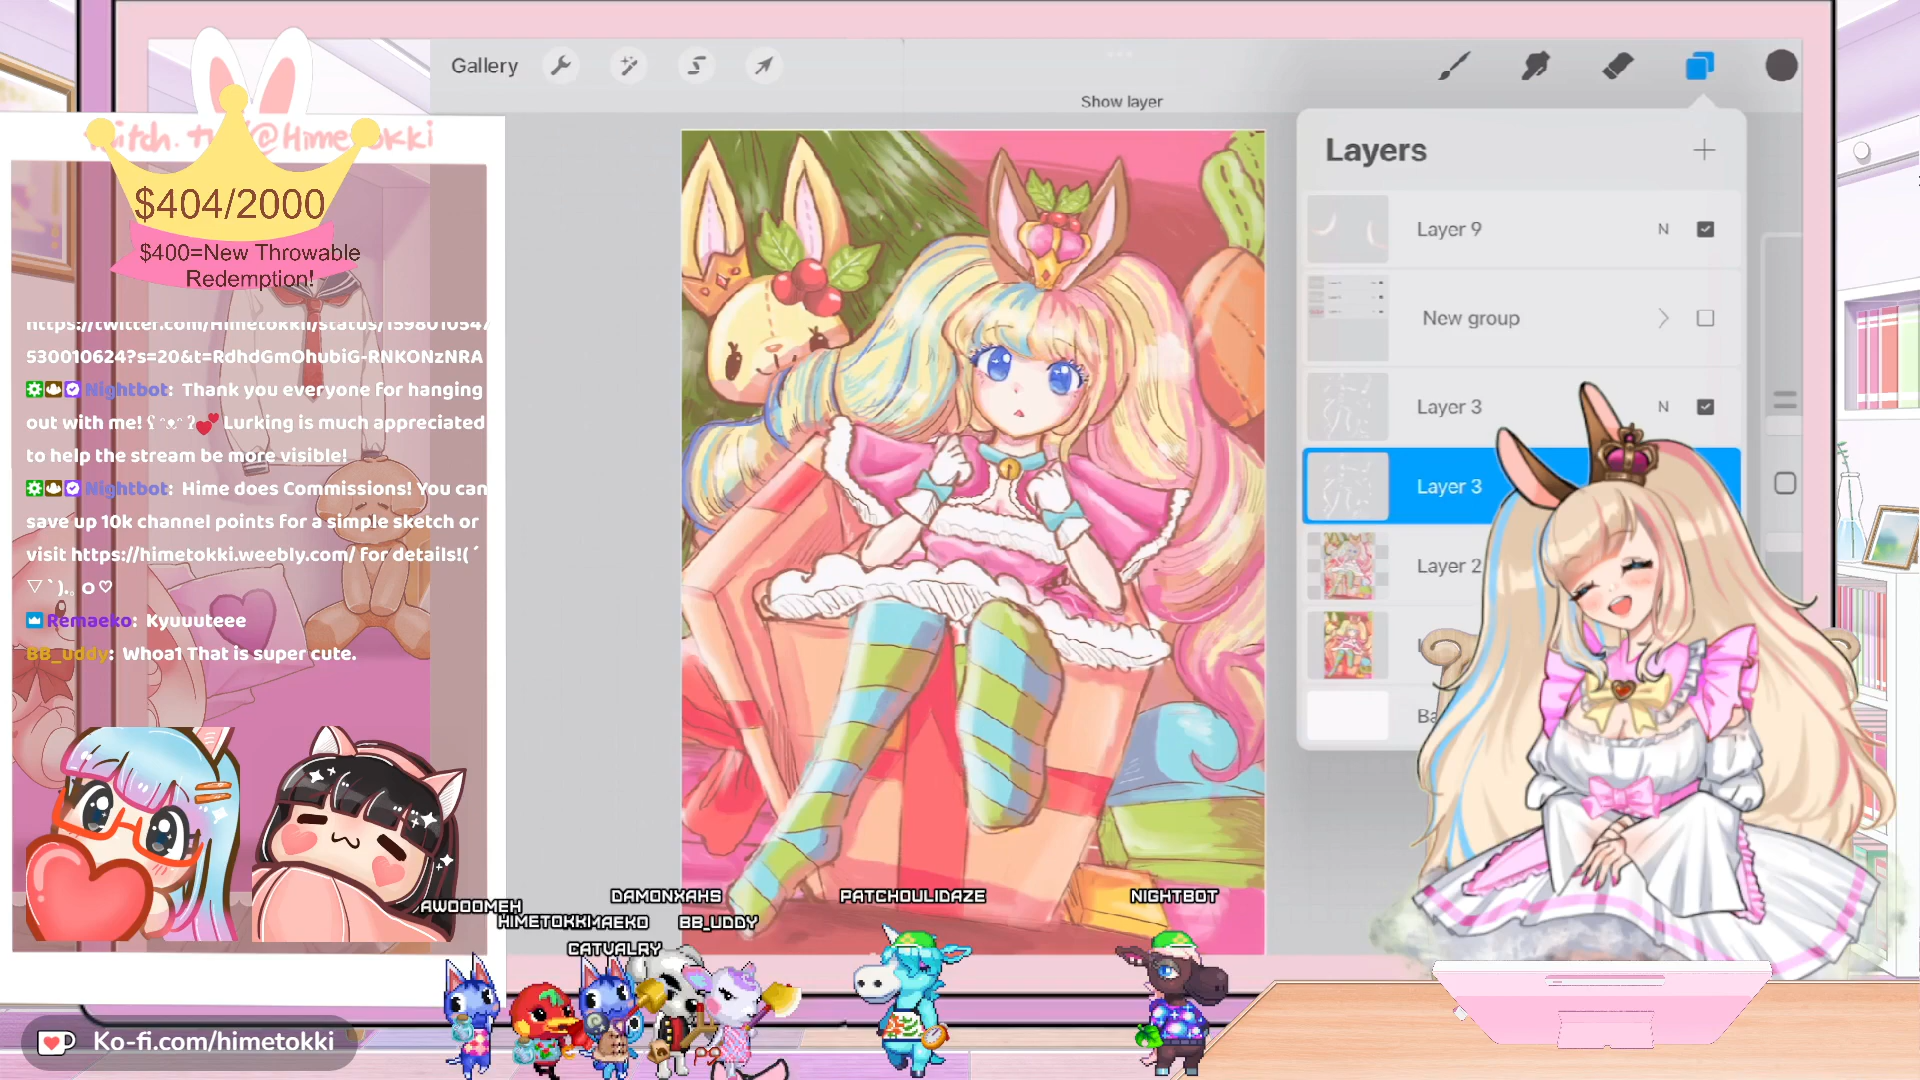 Gallery
Show layer
twitch.tv/@Himetokki
$404/2000
$400=New Throwable
Redemption!
530010624?s=20&t=RdhdGmOhubiG-RNKONzNRA
Nightbot: Thank you everyone for hanging
out with me! Lurking is much appreciated
to help the stream be more visible!
Nightbot: Hime does Commissions! You can
save up 10k channel points for a simple sketch or
visit https://himetokki.weebly.com/ for details!(´
▽`).。o♡
Remaeko: Kyuuuteee
BB_uddy: Whoa1 That is super cute.
Layers
Layer 9 N
New group
Layer 3 N
Layer 3
Layer 2
Ba
AWOOOMEH
DAMONXAHS
PATCHOULIDAZE
NIGHTBOT
BB_UDDY
CATVALRY
Ko-fi.com/himetokki